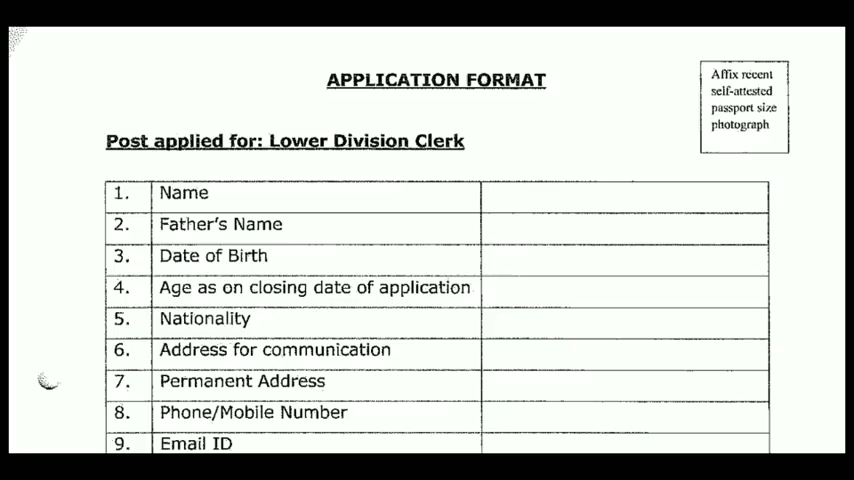 APPLICATION FORMAT
Affix recent
self-attested
passport size
photograph
Post applied for: Lower Division Clerk
1. Name
2. Father's Name
3. Date of Birth
4. Age as on closing date of application
5. Nationality
6. Address for communication
7. Permanent Address
8. Phone/Mobile Number
9. Email ID